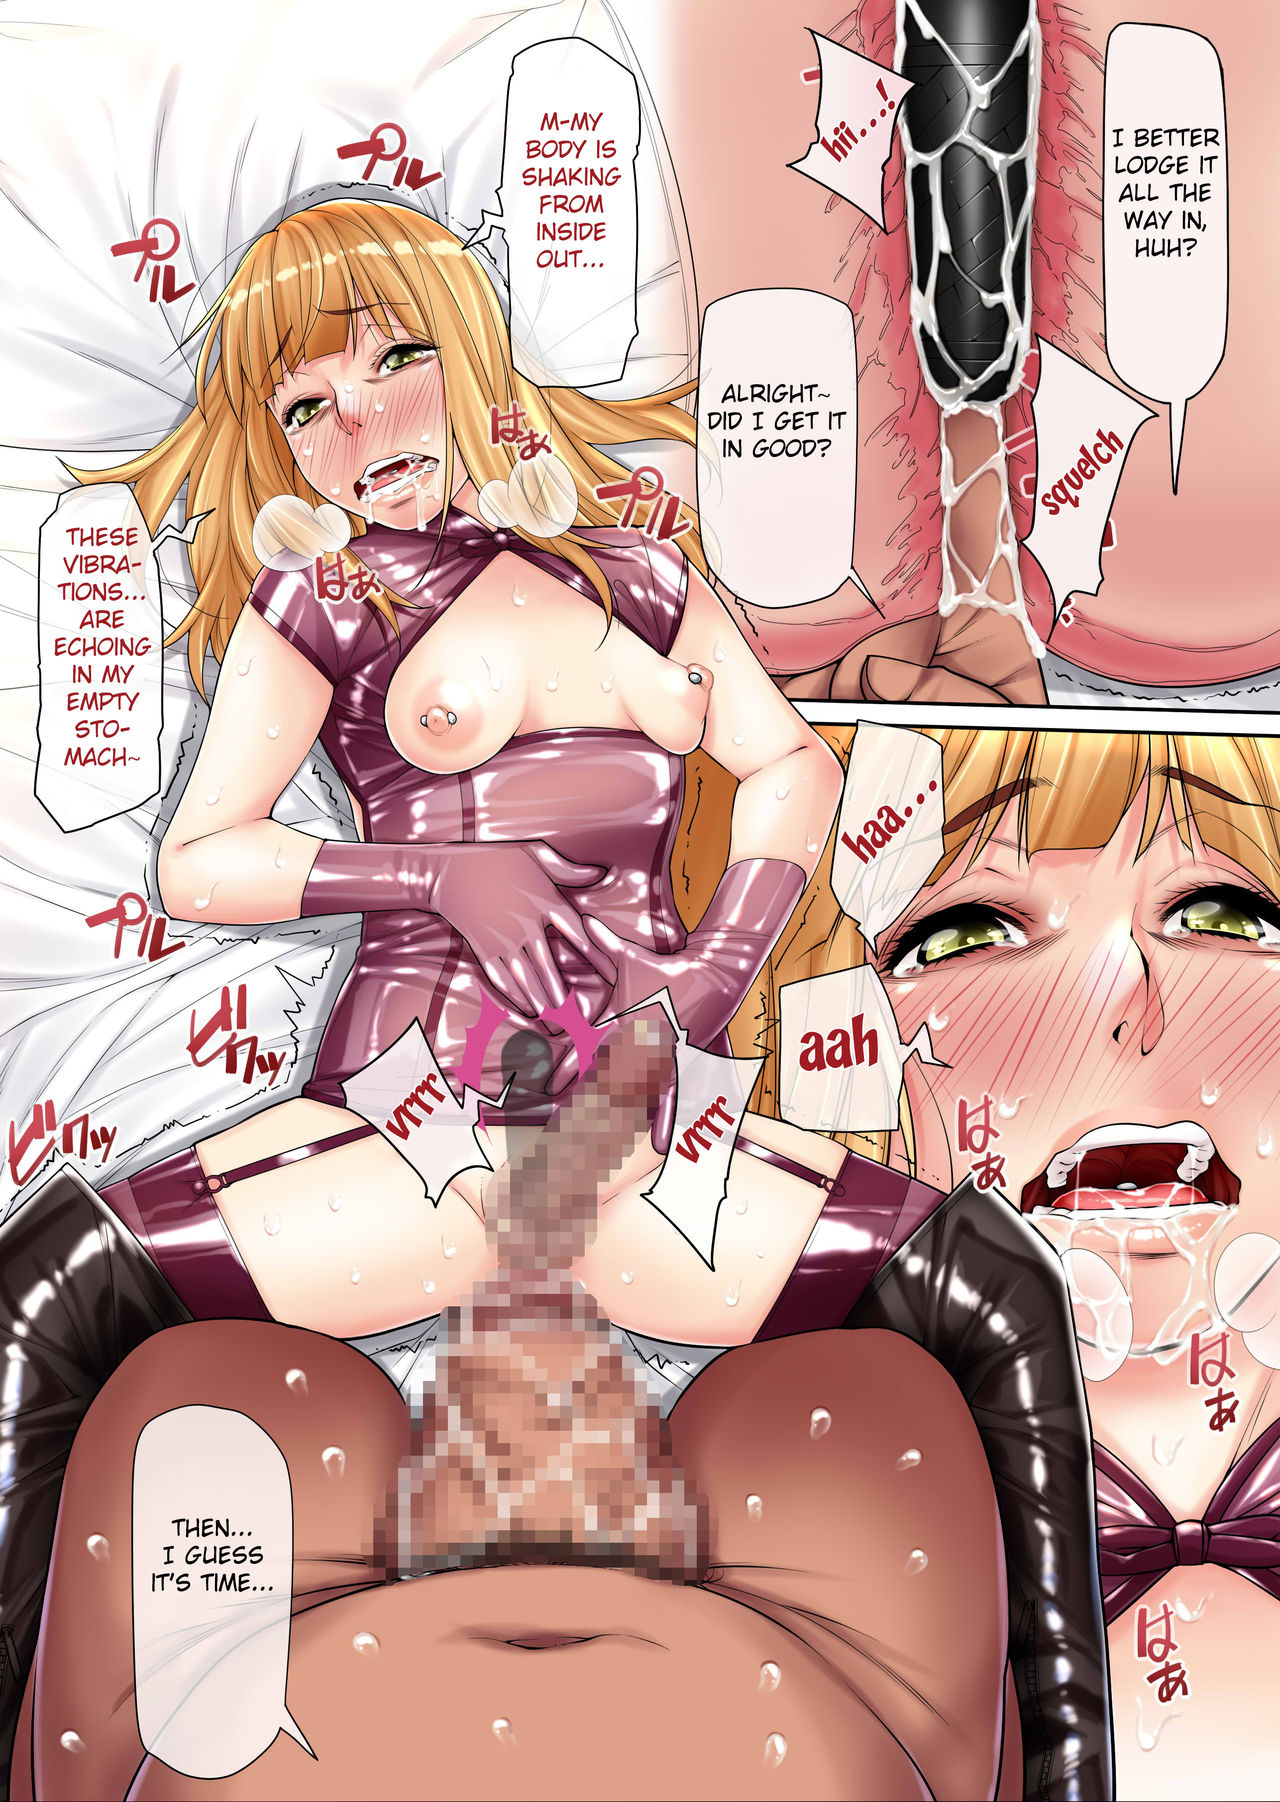 I BETTER
LODGE IT
ALL THE
WAY IN,
HUH?
hii...!
squelch
ALRIGHT~
DID I GET IT
IN GOOD?
M-MY
BODY IS
SHAKING
FROM
INSIDE
OUT...
プル
プル
はぁ
プル
はぁ
THESE
VIBRA-
TIONS...
ARE
ECHOING
IN MY
EMPTY
STO-
MACH~
プル
ビクッ
ビクッ
vrrr
vrrr
haa...
aah
はぁ
はぁ
はぁ
THEN...
I GUESS
IT'S TIME...